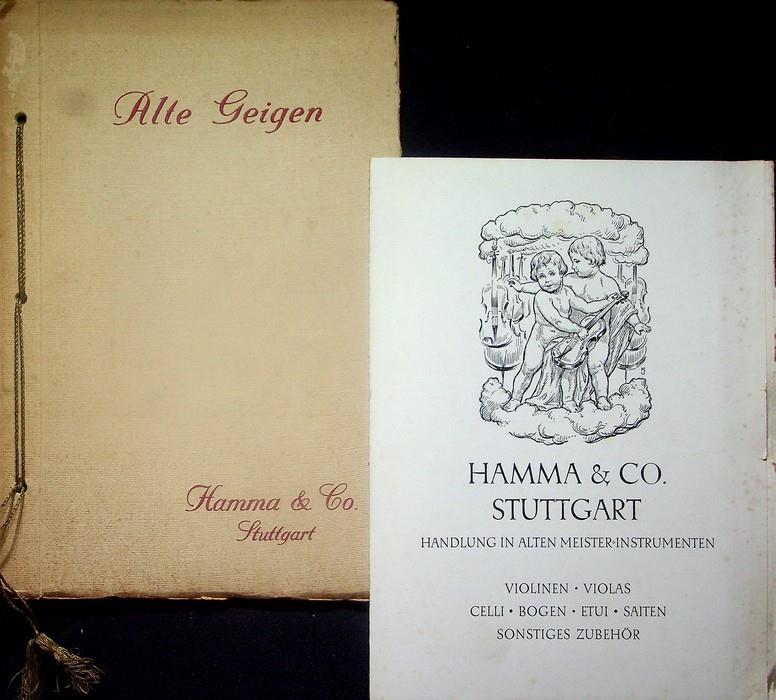 Alte Geigen
Hamma & Co.
Stuttgart
HAMMA & CO.
STUTTGART
HANDLUNG IN ALTEN MEISTER-INSTRUMENTEN
VIOLINEN · VIOLAS
CELLI · BOGEN · ETUI · SAITEN
SONSTIGES ZUBEHÖR